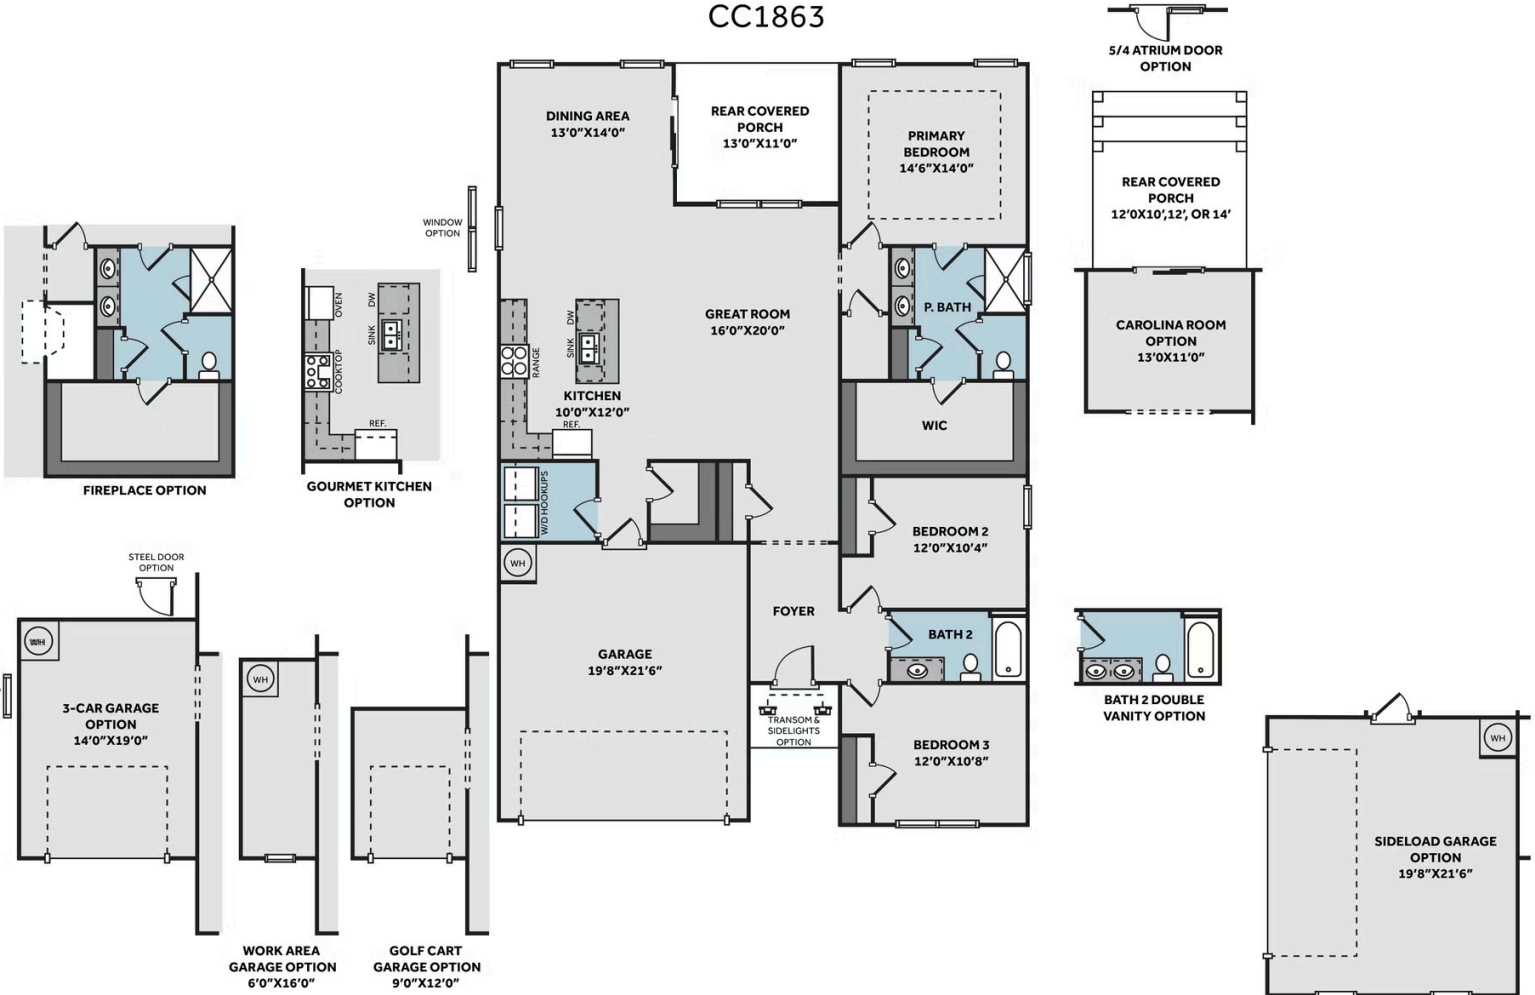 CC1863
5/4 ATRIUM DOOR
OPTION
DINING AREA
13'0"X14'0"
REAR COVERED
PORCH
13'0"X11'0"
PRIMARY
BEDROOM
14'6"X14'0"
REAR COVERED
PORCH
12'0X10',12', OR 14'
WINDOW
OPTION
P. BATH
GREAT ROOM
16'0"X20'0"
CAROLINA ROOM
OPTION
13'0X11'0"
OVEN
DW
SINK
COOKTOP
REF.
DW
SINK
RANGE
KITCHEN
10'0"X12'0"
REF.
WIC
FIREPLACE OPTION
GOURMET KITCHEN
OPTION
W/D HOOKUPS
BEDROOM 2
12'0"X10'4"
WH
STEEL DOOR
OPTION
FOYER
BATH 2
GARAGE
19'8"X21'6"
WH
WH
3-CAR GARAGE
OPTION
14'0"X19'0"
TRANSOM &
SIDELIGHTS
OPTION
BATH 2 DOUBLE
VANITY OPTION
BEDROOM 3
12'0"X10'8"
WH
SIDELOAD GARAGE
OPTION
19'8"X21'6"
WORK AREA
GARAGE OPTION
6'0"X16'0"
GOLF CART
GARAGE OPTION
9'0"X12'0"